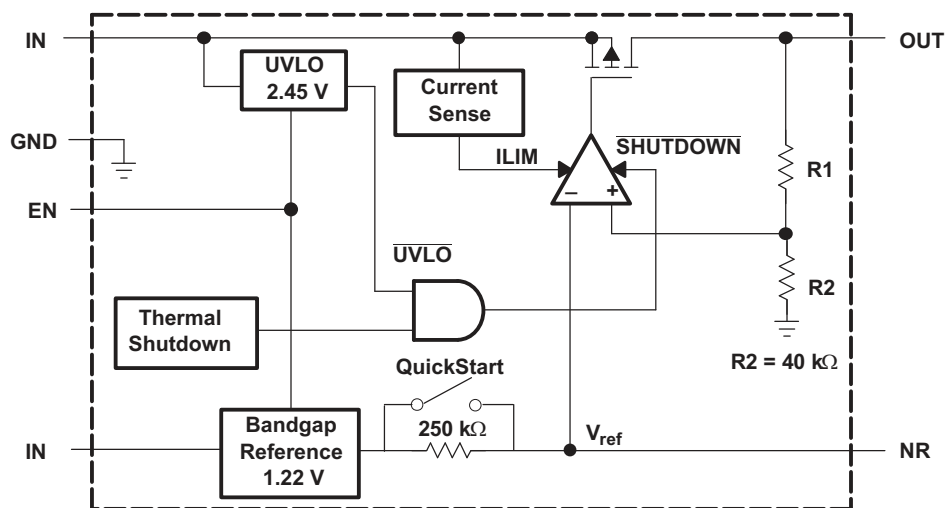 IN
OUT
UVLO
2.45 V
Current
Sense
GND
SHUTDOWN
ILIM
R1
– +
EN
UVLO
R2
Thermal
Shutdown
R2 = 40 kΩ
QuickStart
250 kΩ
Bandgap
Reference
1.22 V
Vref
IN
NR